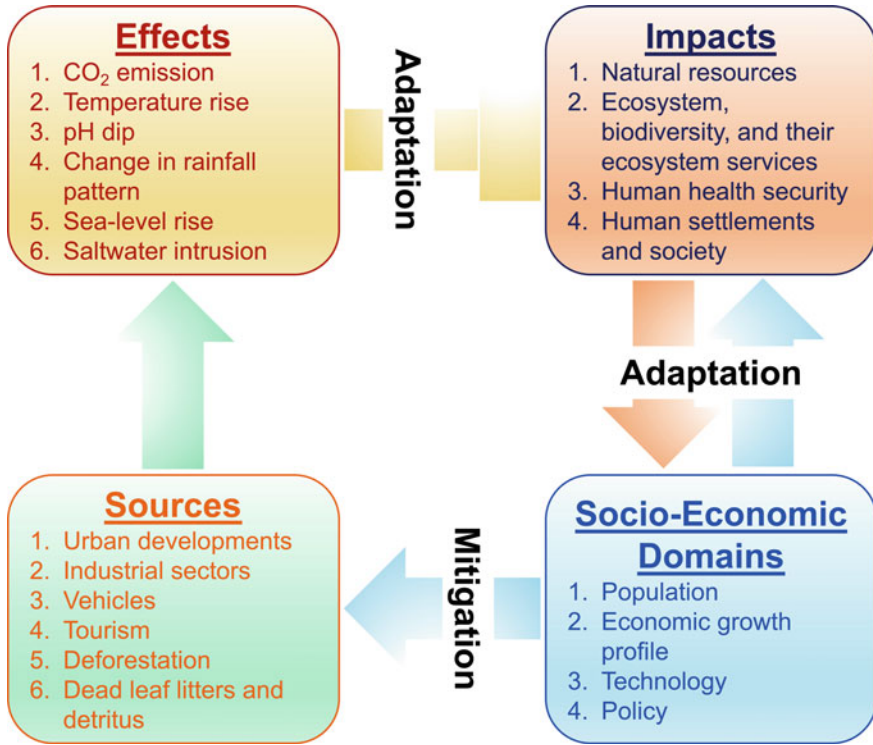 Effects
1. CO₂ emission
2. Temperature rise
3. pH dip
4. Change in rainfall
pattern
5. Sea-level rise
6. Saltwater intrusion
Adaptation
Impacts
1. Natural resources
2. Ecosystem,
biodiversity, and their
ecosystem services
3. Human health security
4. Human settlements
and society
Adaptation
Sources
1. Urban developments
2. Industrial sectors
3. Vehicles
4. Tourism
5. Deforestation
6. Dead leaf litters and
detritus
Mitigation
Socio-Economic
Domains
1. Population
2. Economic growth
profile
3. Technology
4. Policy